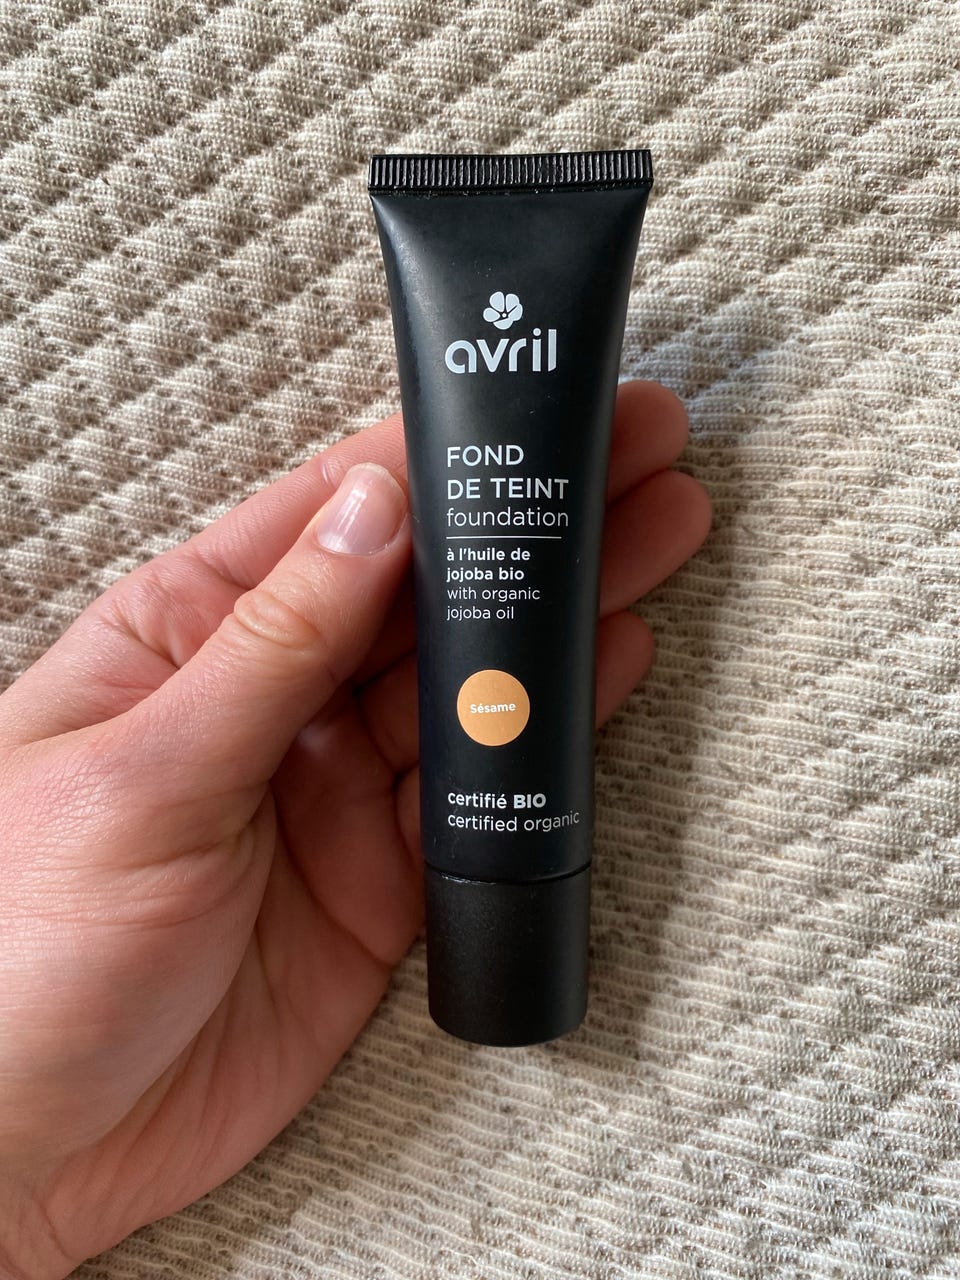 avril
FOND
DE TEINT
foundation
à l'huile de
jojoba bio
with organic
jojoba oil
Sésame
certifié BIO
certified organic